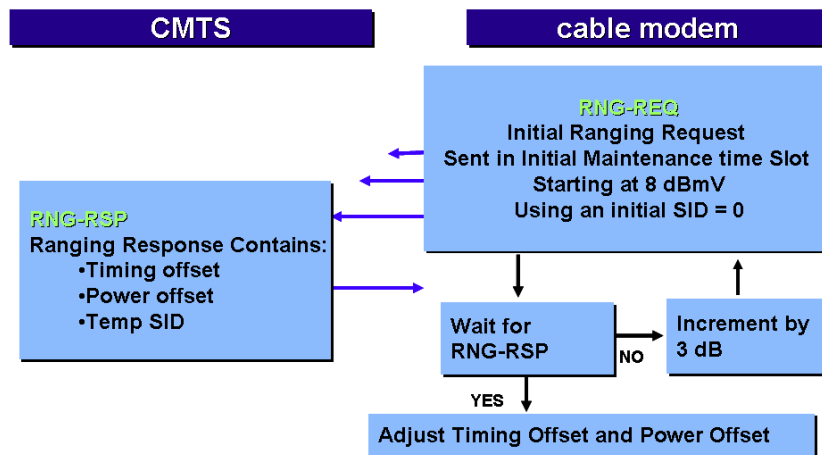 CMTS
cable modem
RNG-REQ
Initial Ranging Request
Sent in Initial Maintenance time Slot
Starting at 8 dBmV
Using an initial SID = 0
RNG-RSP
Ranging Response Contains:
•Timing offset
•Power offset
•Temp SID
Wait for
RNG-RSP
NO
Increment by
3 dB
YES
Adjust Timing Offset and Power Offset